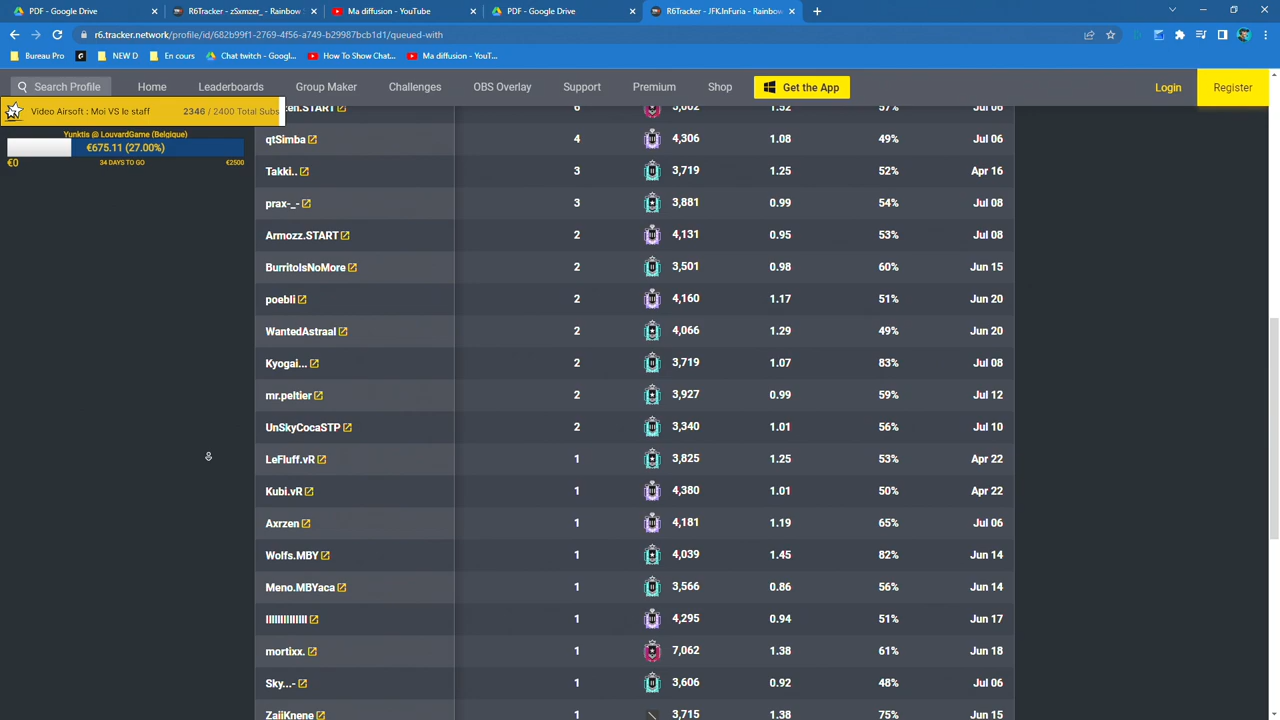 PDF - Google Drive
R6Tracker - zSxmzer_ - Rainbow
Ma diffusion - YouTube
PDF - Google Drive
R6Tracker - JFK.InFuria - Rainbow
r6.tracker.network/profile/id/682b99f1-2769-4f56-a749-b29987bcb1d1/queued-with
Bureau Pro
NEW D
En cours
Chat twitch - Googl...
How To Show Chat...
Ma diffusion - YouT...
Search Profile
Home
Leaderboards
Group Maker
Challenges
OBS Overlay
Support
Premium
Shop
Get the App
Login
Register
Video Airsoft : Moi VS le staff 2346 / 2400 Total Subs
Yunktis @ LouvardGame (Belgique)
€675.11 (27.00%)
€0 34 DAYS TO GO €2500
6 1.52 57% Jul 06
qtSimba 4 4,306 1.08 49% Jul 06
Takki.. 3 3,719 1.25 52% Apr 16
prax-_- 3 3,881 0.99 54% Jul 08
Armozz.START 2 4,131 0.95 53% Jul 08
BurritoIsNoMore 2 3,501 0.98 60% Jun 15
poebli 2 4,160 1.17 51% Jun 20
WantedAstraal 2 4,066 1.29 49% Jun 20
Kyogai... 2 3,719 1.07 83% Jul 08
mr.peltier 2 3,927 0.99 59% Jul 12
UnSkyCocaSTP 2 3,340 1.01 56% Jul 10
LeFluff.vR 1 3,825 1.25 53% Apr 22
Kubi.vR 1 4,380 1.01 50% Apr 22
Axrzen 1 4,181 1.19 65% Jul 06
Wolfs.MBY 1 4,039 1.45 82% Jun 14
Meno.MBYaca 1 3,566 0.86 56% Jun 14
1 4,295 0.94 51% Jun 17
mortixx. 1 7,062 1.38 61% Jun 18
Sky...- 1 3,606 0.92 48% Jul 06
ZaiiKnene 1 3,715 1.38 75% Jun 15